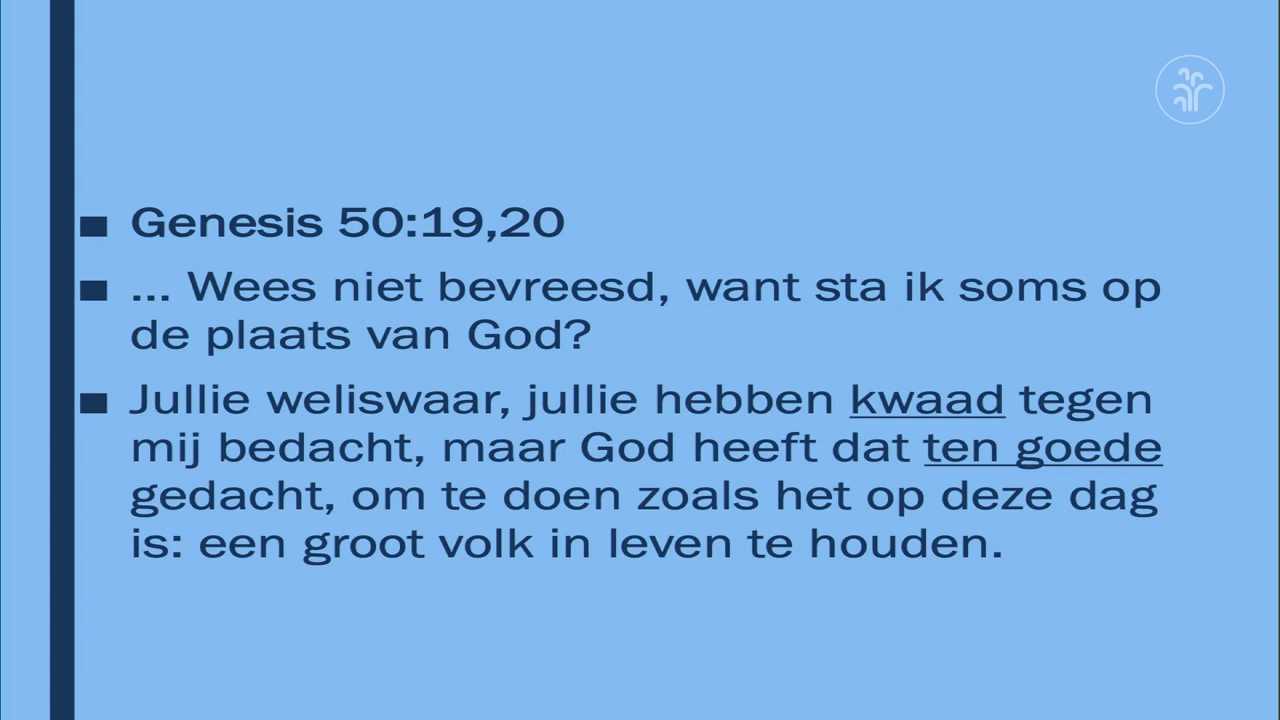 Genesis 50:19,20
... Wees niet bevreesd, want sta ik soms op
de plaats van God?
Jullie weliswaar, jullie hebben kwaad tegen
mij bedacht, maar God heeft dat ten goede
gedacht, om te doen zoals het op deze dag
is: een groot volk in leven te houden.